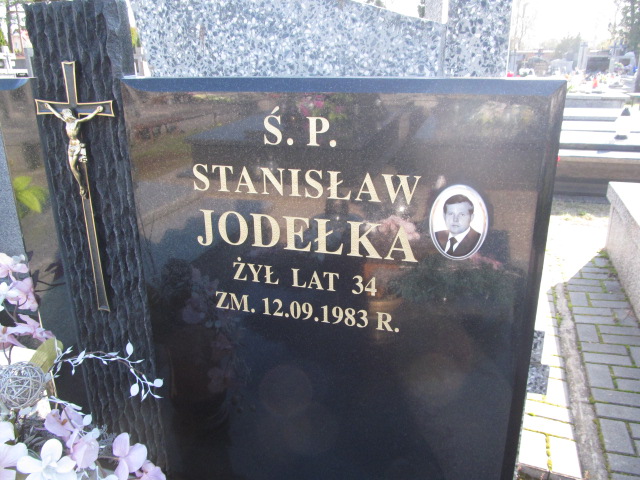 Ś. P.
STANISŁAW
JODEŁKA
ŻYŁ LAT 34
ZM. 12.09.1983 R.